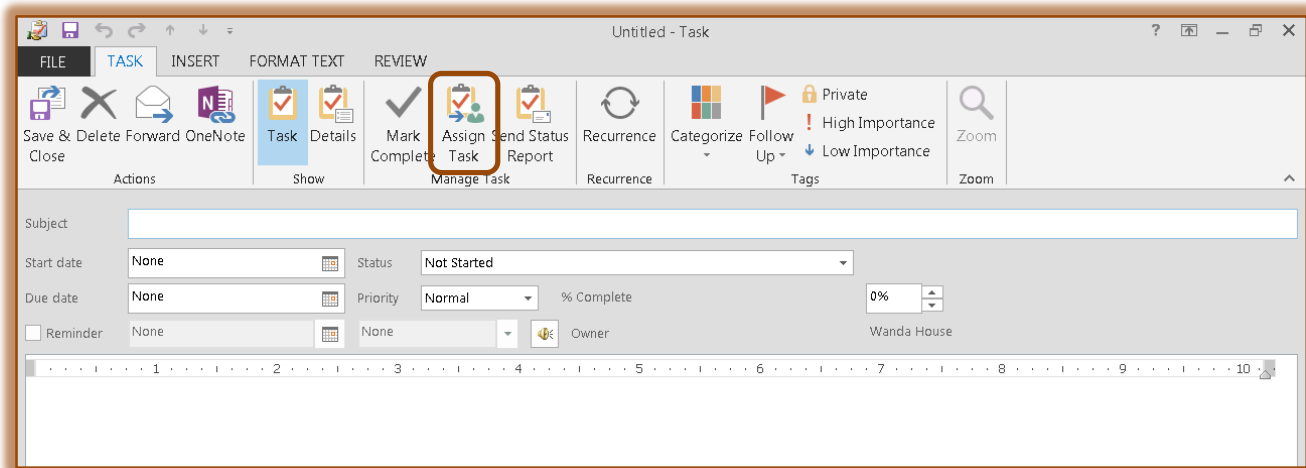 Untitled - Task
?
FILE TASK INSERT FORMAT TEXT REVIEW
Save & Close Delete Forward OneNote
Task Details
Mark Complete Assign Task Send Status Report
Recurrence
Categorize Follow Up
Private
High Importance
Low Importance
Zoom
Actions Show Manage Task Recurrence Tags Zoom
Subject
Start date None Status Not Started
Due date None Priority Normal % Complete 0%
Reminder None None Owner Wanda House
1 2 3 4 5 6 7 8 9 10